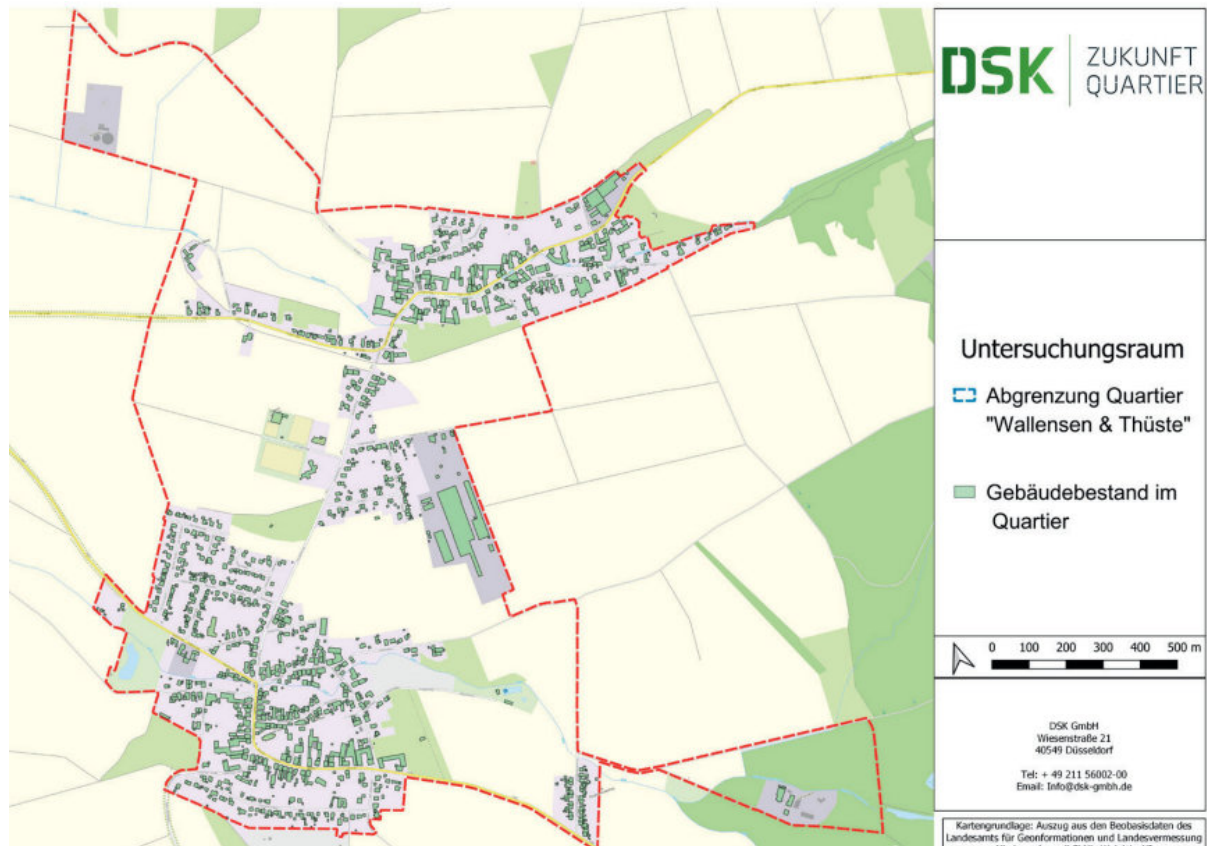 DSK
ZUKUNFT
QUARTIER
Untersuchungsraum
Abgrenzung Quartier
"Wallensen & Thüste"
Gebäudebestand im
Quartier
0 100 200 300 400 500 m
DSK GmbH
Wiesenstraße 21
40549 Düsseldorf
Tel: + 49 211 56002-00
Email: Info@dsk-gmbh.de
Kartengrundlage: Auszug aus den Beobasisdaten des
Landesamts für Geonformationen und Landesvermessung